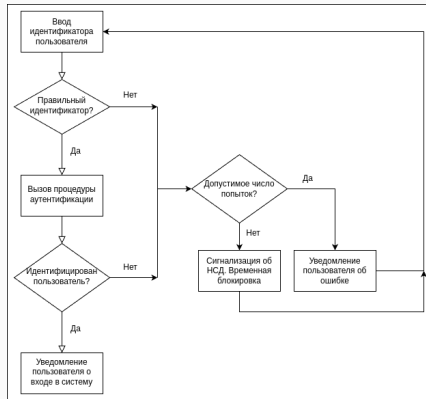 Ввод
идентификатора
пользователя
Правильный
идентификатор?
Нет
Да
Вызов процедуры
аутентификации
Идентифицирован
пользователь?
Нет
Да
Уведомление
пользователя о
входе в систему
Допустимое число
попыток?
Да
Нет
Сигнализация об
НСД. Временная
блокировка
Уведомление
пользователя об
ошибке